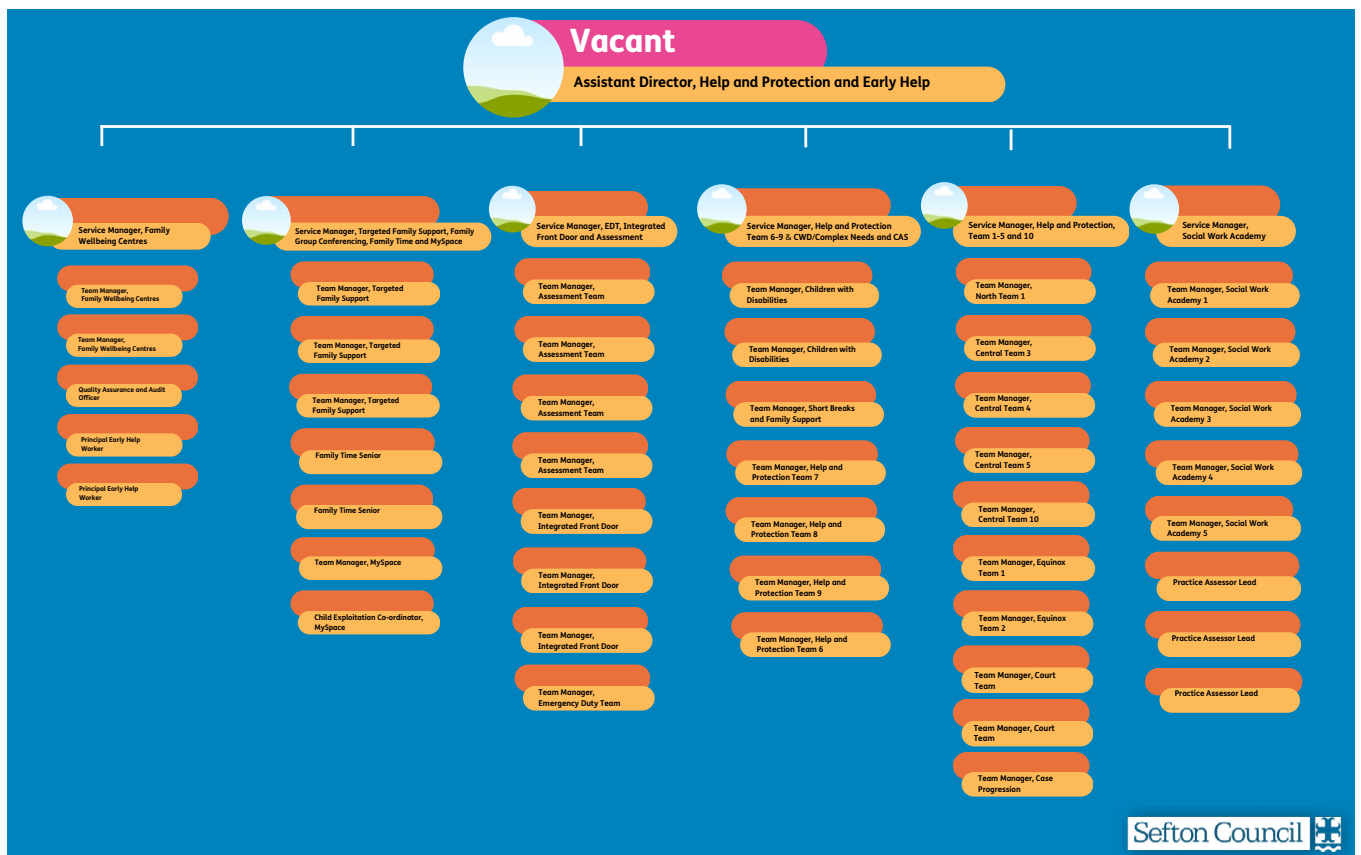 Vacant
Assistant Director, Help and Protection and Early Help
Service Manager, Family
Wellbeing Centres
Team Manager,
Family Wellbeing Centres
Team Manager,
Family Wellbeing Centres
Quality Assurance and Audit
Officer
Principal Early Help
Worker
Principal Early Help
Worker
Service Manager, Targeted Family Support, Family
Group Conferencing, Family Time and MySpace
Team Manager, Targeted
Family Support
Team Manager, Targeted
Family Support
Team Manager, Targeted
Family Support
Family Time Senior
Family Time Senior
Team Manager, MySpace
Child Exploitation Co-ordinator,
MySpace
Service Manager, EDT, Integrated
Front Door and Assessment
Team Manager,
Assessment Team
Team Manager,
Assessment Team
Team Manager,
Assessment Team
Team Manager,
Assessment Team
Team Manager,
Integrated Front Door
Team Manager,
Integrated Front Door
Team Manager,
Integrated Front Door
Team Manager,
Emergency Duty Team
Service Manager, Help and Protection
Team 6-9 & CWD/Complex Needs and CAS
Team Manager, Children with
Disabilities
Team Manager, Children with
Disabilities
Team Manager, Short Breaks
and Family Support
Team Manager, Help and
Protection Team 7
Team Manager, Help and
Protection Team 8
Team Manager, Help and
Protection Team 9
Team Manager, Help and
Protection Team 6
Service Manager, Help and Protection,
Team 1-5 and 10
Team Manager,
North Team 1
Team Manager,
Central Team 3
Team Manager,
Central Team 4
Team Manager,
Central Team 5
Team Manager,
Central Team 10
Team Manager, Equinox
Team 1
Team Manager, Equinox
Team 2
Team Manager, Court
Team
Team Manager, Court
Team
Team Manager, Case
Progression
Service Manager,
Social Work Academy
Team Manager, Social Work
Academy 1
Team Manager, Social Work
Academy 2
Team Manager, Social Work
Academy 3
Team Manager, Social Work
Academy 4
Team Manager, Social Work
Academy 5
Practice Assessor Lead
Practice Assessor Lead
Practice Assessor Lead
Sefton Council